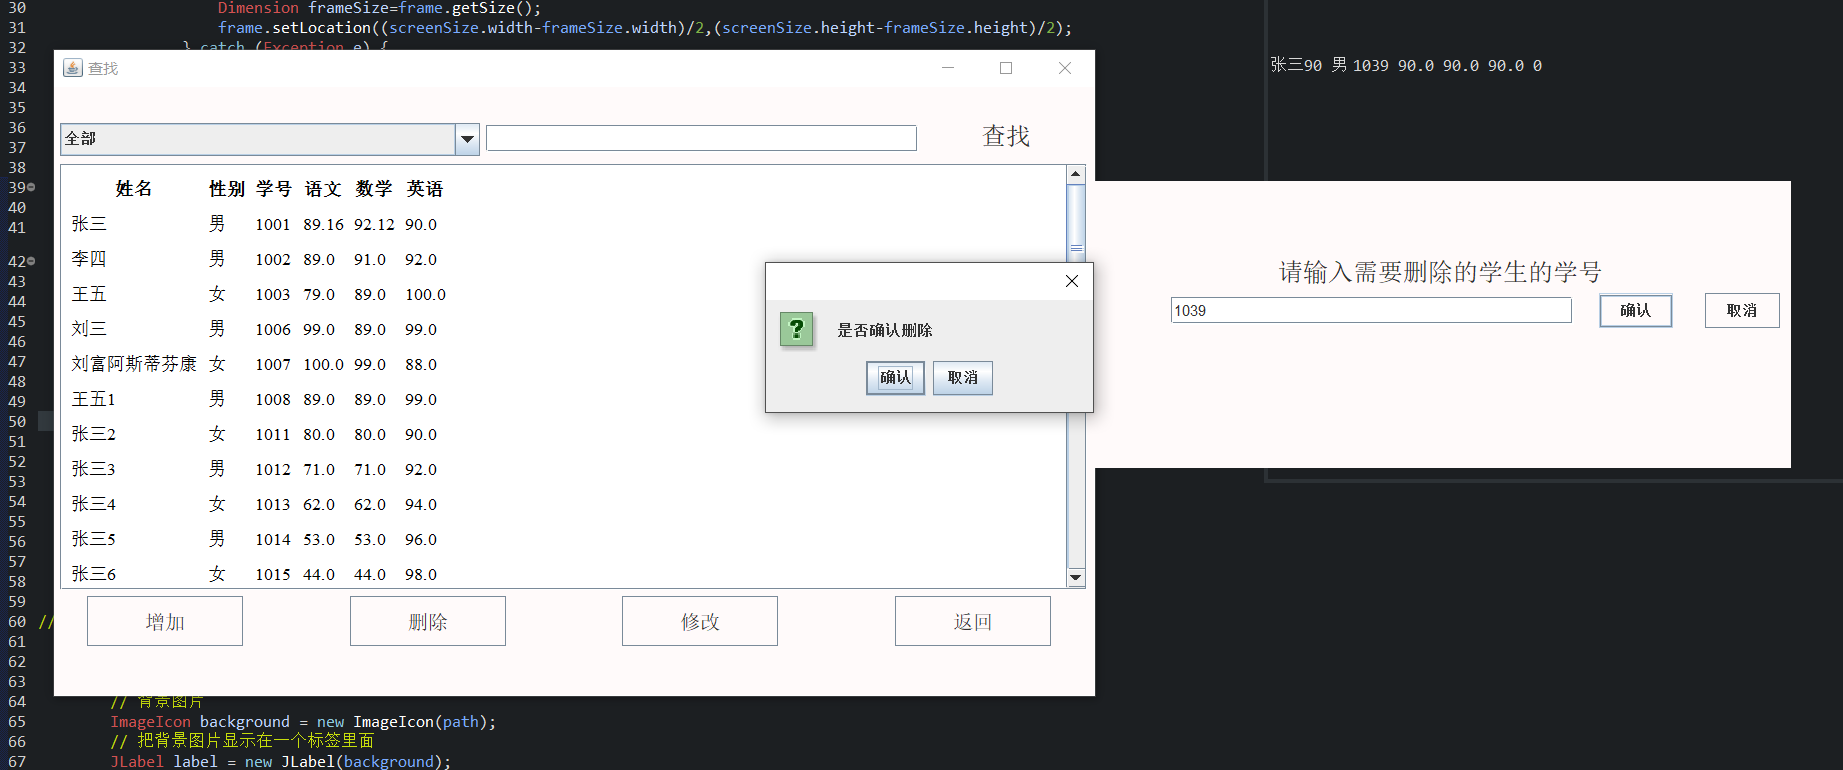 30 Dimension frameSize=frame.getSize();
31 frame.setLocation((screenSize.width-frameSize.width)/2,(screenSize.height-frameSize.height)/2);
32 } catch (Exception e) {
33
34
35
36
37
38
39
40
41
42
43
44
45
46
47
48
49
50
51
52
53
54
55
56
57
58
59
60 //
61
62
63
64 // 背景图片
65 ImageIcon background = new ImageIcon(path);
66 // 把背景图片显示在一个标签里面
67 JLabel label = new JLabel(background);
查找
全部
查找
姓名 性别 学号 语文 数学 英语
张三 男 1001 89.16 92.12 90.0
李四 男 1002 89.0 91.0 92.0
王五 女 1003 79.0 89.0 100.0
刘三 男 1006 99.0 89.0 99.0
刘富阿斯蒂芬康 女 1007 100.0 99.0 88.0
王五1 男 1008 89.0 89.0 99.0
张三2 女 1011 80.0 80.0 90.0
张三3 男 1012 71.0 71.0 92.0
张三4 女 1013 62.0 62.0 94.0
张三5 男 1014 53.0 53.0 96.0
张三6 女 1015 44.0 44.0 98.0
增加 删除 修改 返回
是否确认删除
确认 取消
张三90 男 1039 90.0 90.0 90.0 0
请输入需要删除的学生的学号
1039 确认 取消